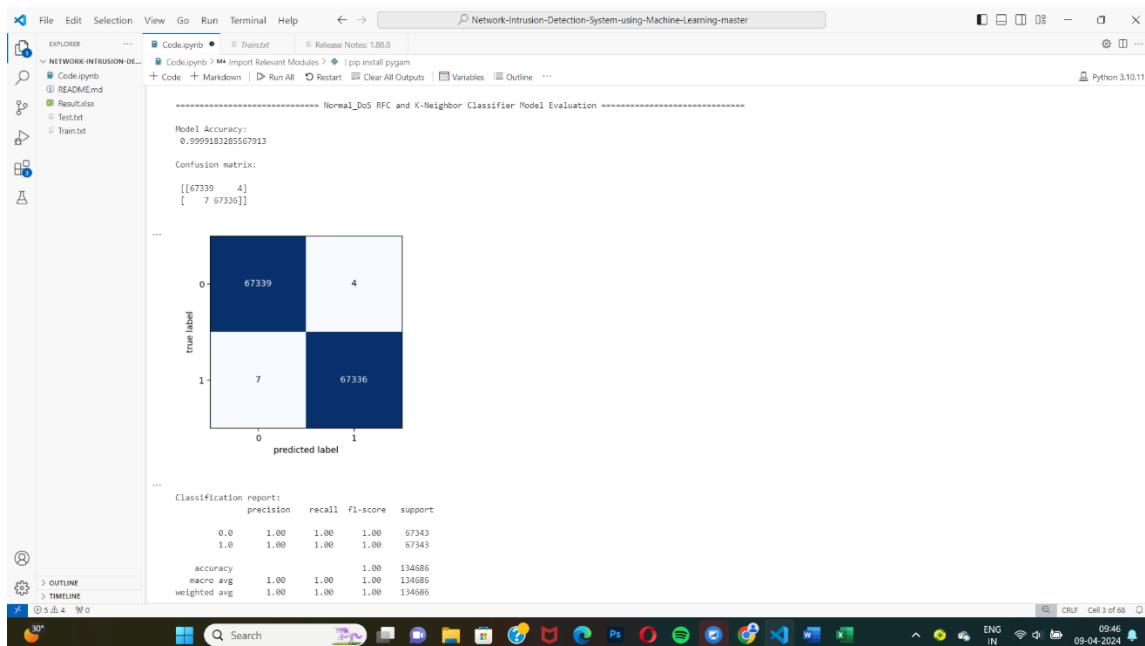 File Edit Selection View Go Run Terminal Help
Network-Intrusion-Detection-System-using-Machine-Learning-master
EXPLORER
Code.ipynb
Train.txt
Release Notes: 1.88.0
NETWORK-INTRUSION-DE...
Code.ipynb > M+ Import Relevant Modules > ! pip install pygam
Code.ipynb
README.md
Result.xlsx
Test.txt
Train.txt
+ Code + Markdown | Run All Restart Clear All Outputs | Variables Outline ...
Python 3.10.11
============================== Normal_DoS RFC and K-Neighbor Classifier Model Evaluation ==============================
Model Accuracy:
0.9999183285567913
Confusion matrix:
[[67339 4]
[ 7 67336]]
...
0 67339 4
true label
1 7 67336
0 1
predicted label
...
Classification report:
precision recall f1-score support
0.0 1.00 1.00 1.00 67343
1.0 1.00 1.00 1.00 67343
accuracy 1.00 134686
macro avg 1.00 1.00 1.00 134686
weighted avg 1.00 1.00 1.00 134686
> OUTLINE
> TIMELINE
5 4 0
CRLF Cell 3 of 68
30°
Search
Ps
ENG
IN
09:46
09-04-2024